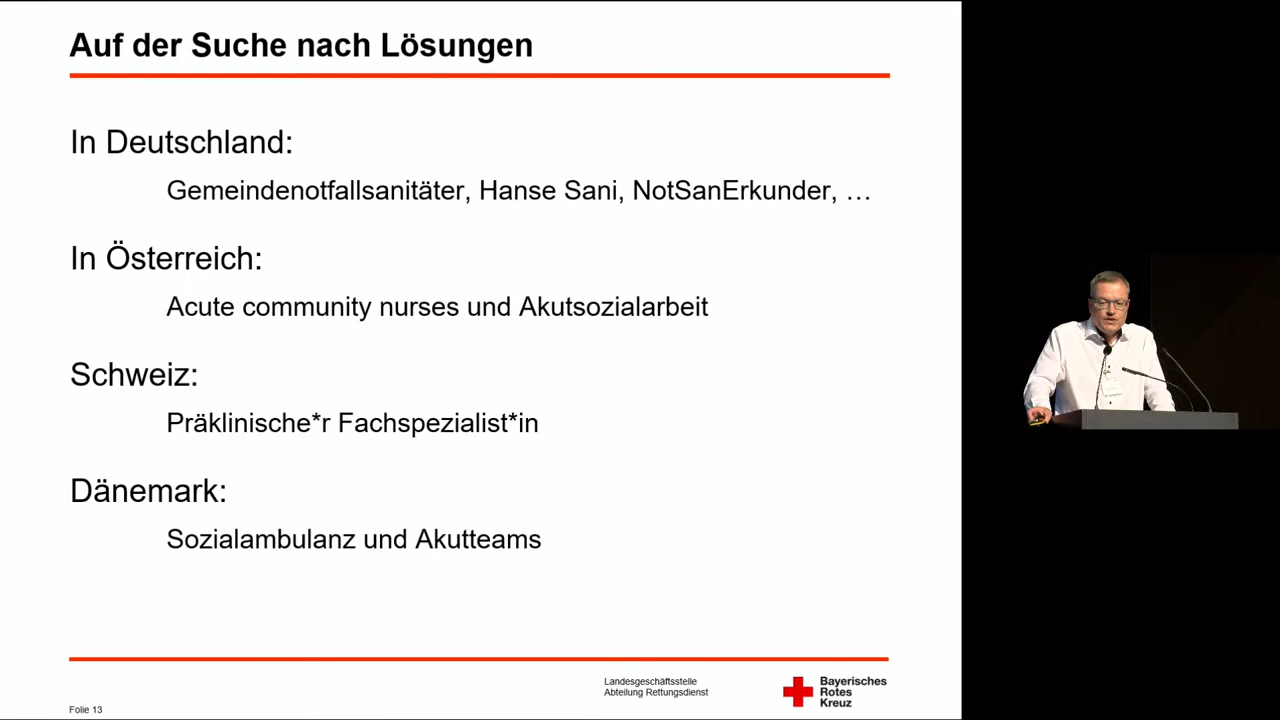 Auf der Suche nach Lösungen
In Deutschland:
Gemeindenotfallsanitäter, Hanse Sani, NotSanErkunder, …
In Österreich:
Acute community nurses und Akutsozialarbeit
Schweiz:
Präklinische*r Fachspezialist*in
Dänemark:
Sozialambulanz und Akutteams
Landesgeschäftsstelle
Abteilung Rettungsdienst
Bayerisches
Rotes
Kreuz
Folie 13